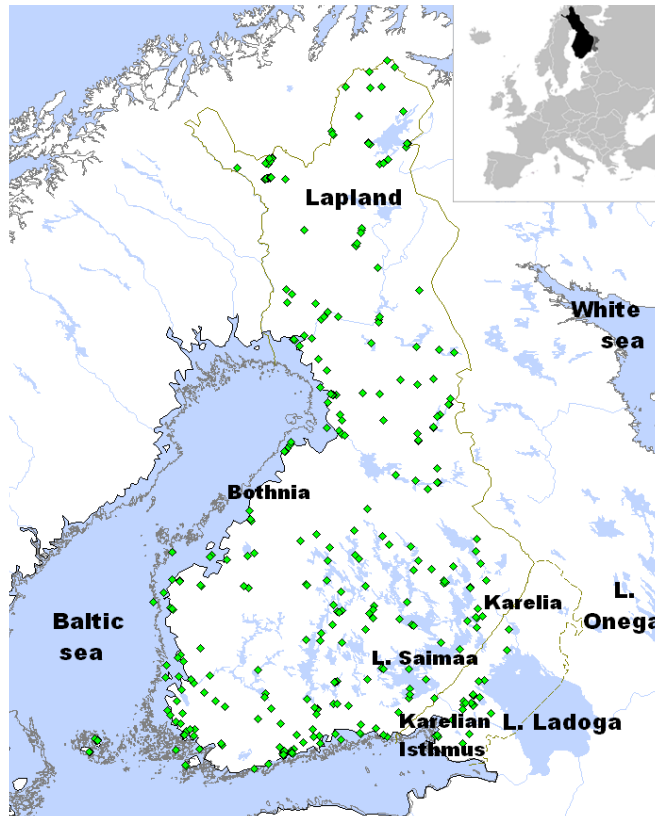 Lapland
White
sea
Bothnia
Karelia
L.
Onega
Baltic
sea
L. Saimaa
Karelian
Isthmus
L. Ladoga